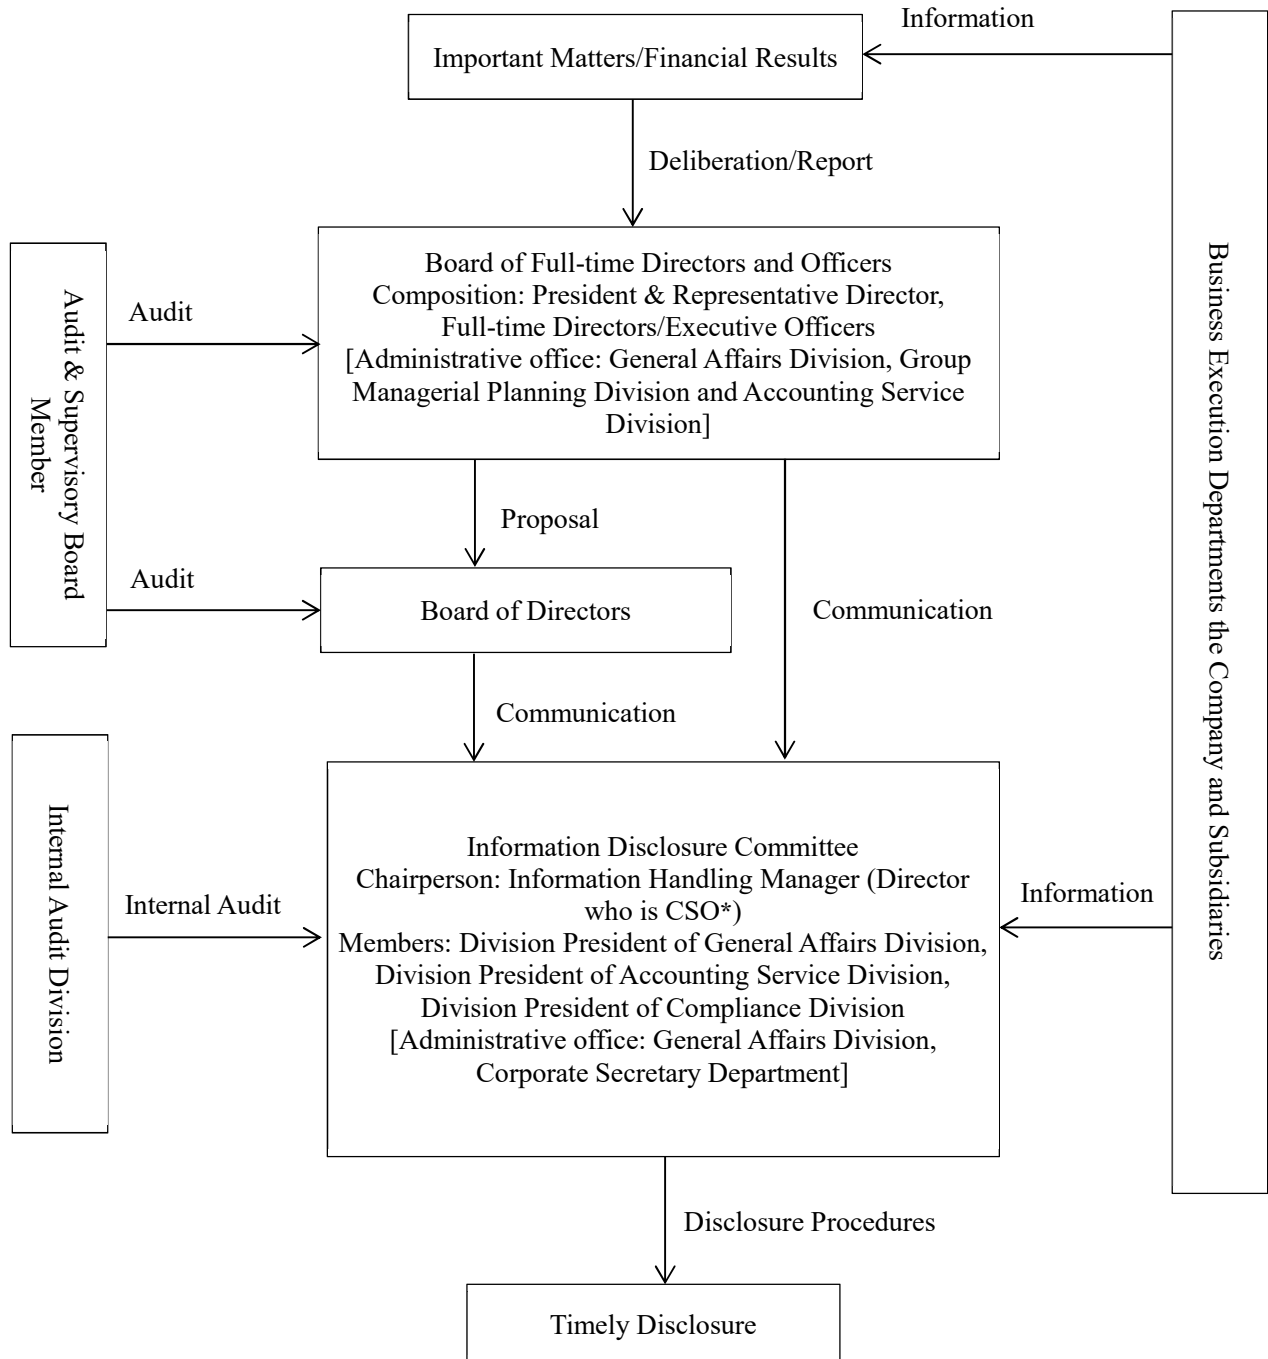 Information
Important Matters/Financial Results
Deliberation/Report
Board of Full-time Directors and Officers
Composition: President & Representative Director,
Full-time Directors/Executive Officers
[Administrative office: General Affairs Division, Group
Managerial Planning Division and Accounting Service
Division]
Audit
Audit & Supervisory Board
Member
Business Execution Departments the Company and Subsidiaries
Proposal
Audit
Board of Directors
Communication
Communication
Internal Audit Division
Internal Audit
Information Disclosure Committee
Chairperson: Information Handling Manager (Director
who is CSO*)
Members: Division President of General Affairs Division,
Division President of Accounting Service Division,
Division President of Compliance Division
[Administrative office: General Affairs Division,
Corporate Secretary Department]
Information
Disclosure Procedures
Timely Disclosure